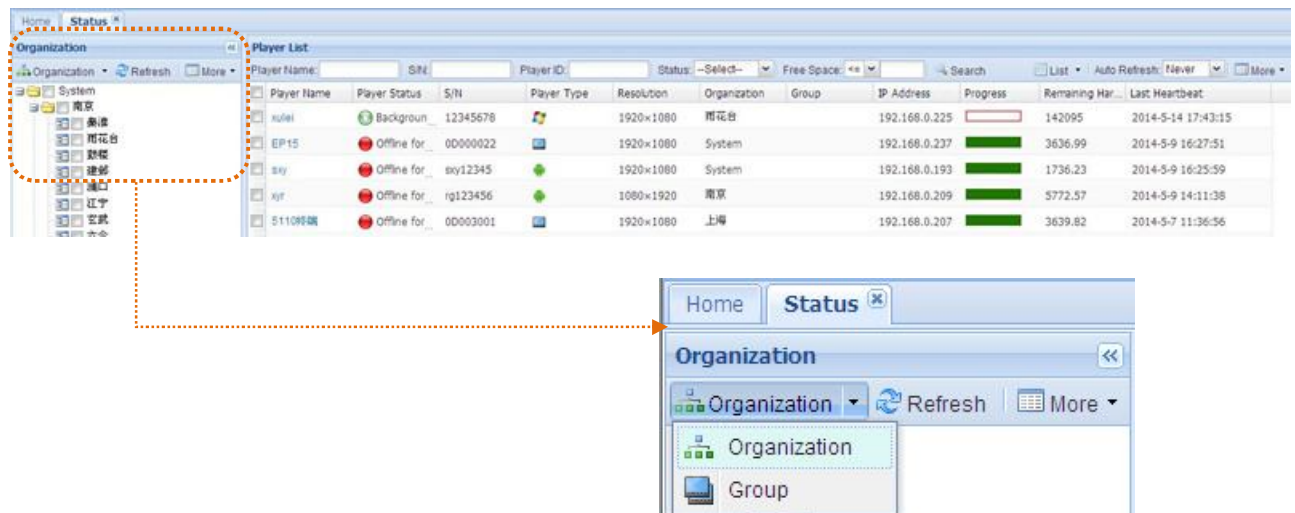 Home Status
Organization Player List
Organization Refresh More Player Name: S/N: Player ID: Status: --Select-- Free Space: <= Search List Auto Refresh: Never More
System Player Name Player Status S/N Player Type Resolution Organization Group IP Address Progress Remaining Har... Last Heartbeat
南京 xulei Backgroun... 12345678 1920×1080 雨花台 192.168.0.225 142095 2014-5-14 17:43:15
秦淮
雨花台 EP15 Offline for... 0D000022 1920×1080 System 192.168.0.237 3636.99 2014-5-9 16:27:51
鼓楼
建邺 sxy Offline for... sxy12345 1920×1080 System 192.168.0.193 1736.23 2014-5-9 16:25:59
浦口
江宁 xyr Offline for... rg123456 1080×1920 南京 192.168.0.209 5772.57 2014-5-9 14:11:38
玄武 5110终端 Offline for... 0D003001 1920×1080 上海 192.168.0.207 3639.82 2014-5-7 11:36:56
六合
Home Status
Organization
Organization Refresh More
Organization
Group